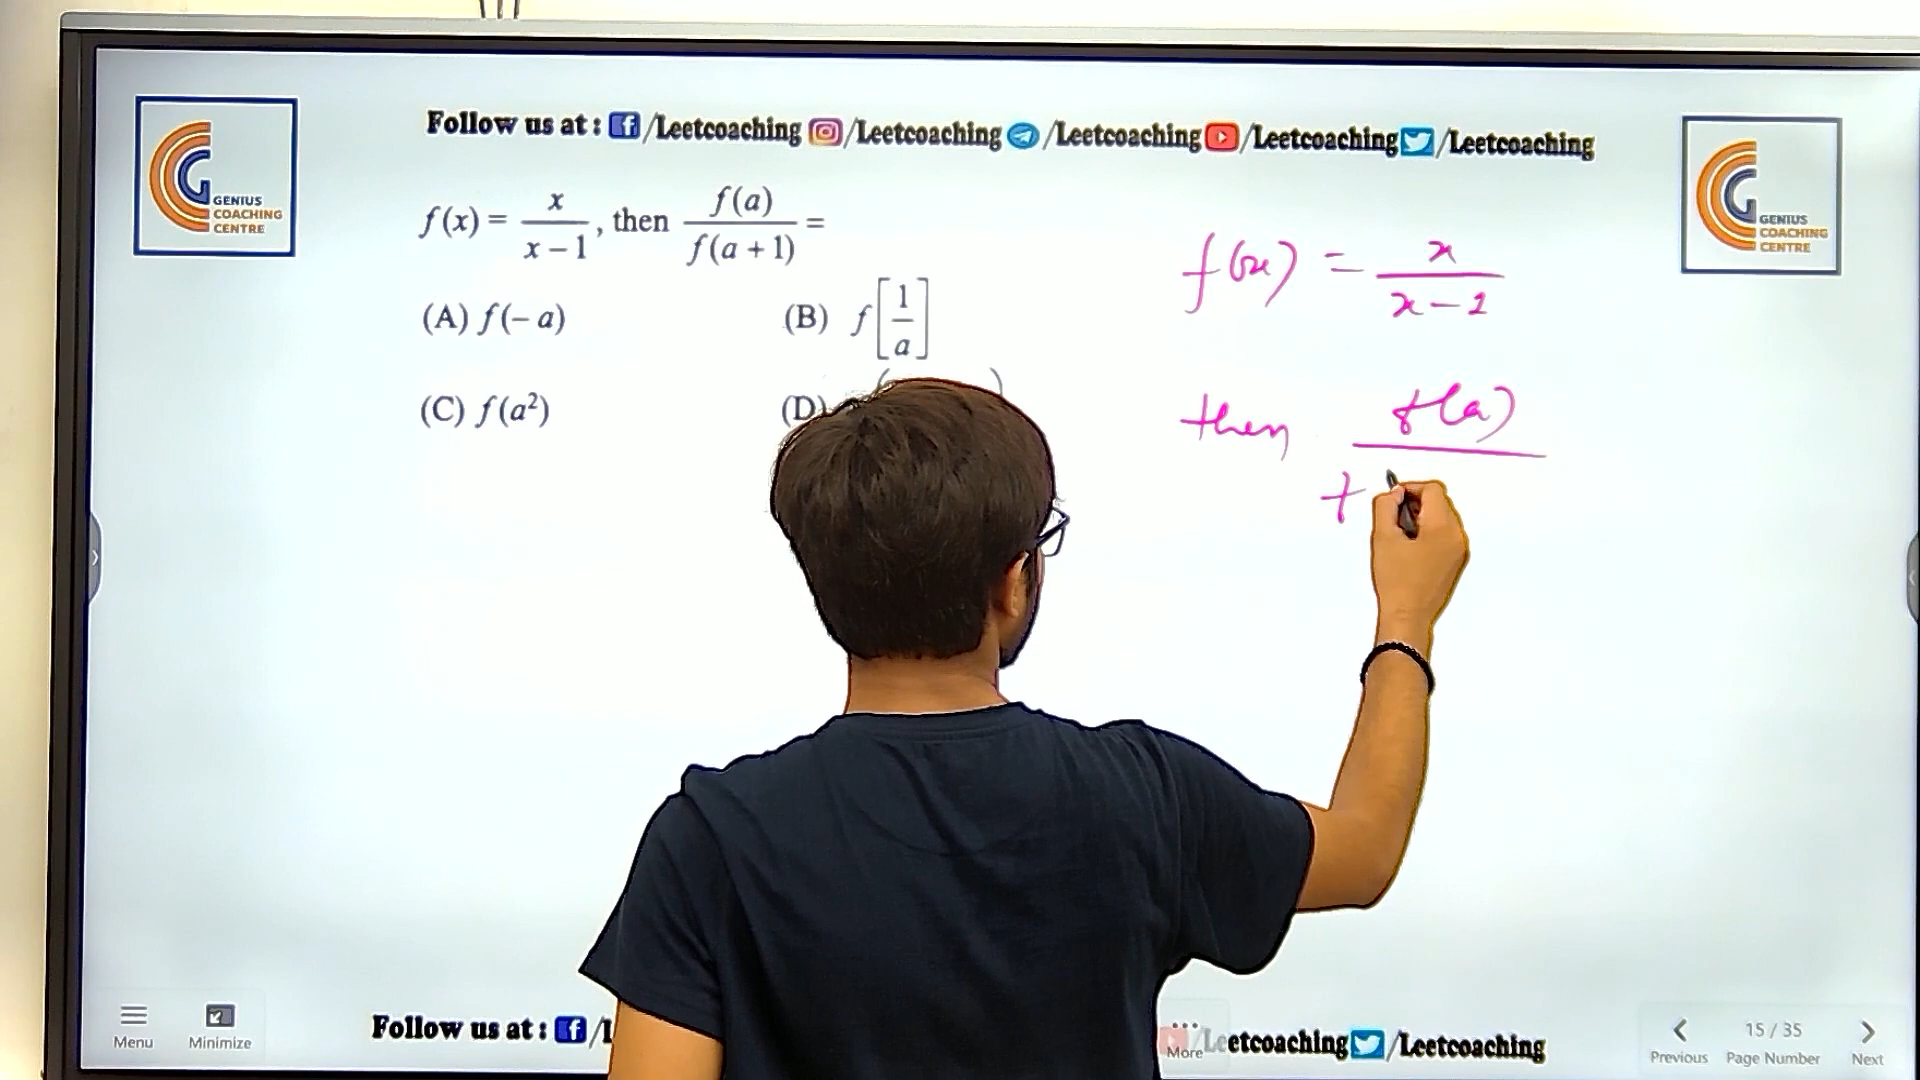 Follow us at : /Leetcoaching /Leetcoaching /Leetcoaching /Leetcoaching /Leetcoaching
GENIUS
COACHING
CENTRE
GENIUS
COACHING
CENTRE
f(x) = x/(x − 1), then f(a)/f(a + 1) =
(A) f(− a)
(B) f[1/a]
(C) f(a²)
(D)
f(x) = x/(x − 1)
then f(a)
Menu
Minimize
Follow us at :
More
Leetcoaching /Leetcoaching
15 / 35
Previous Page Number Next